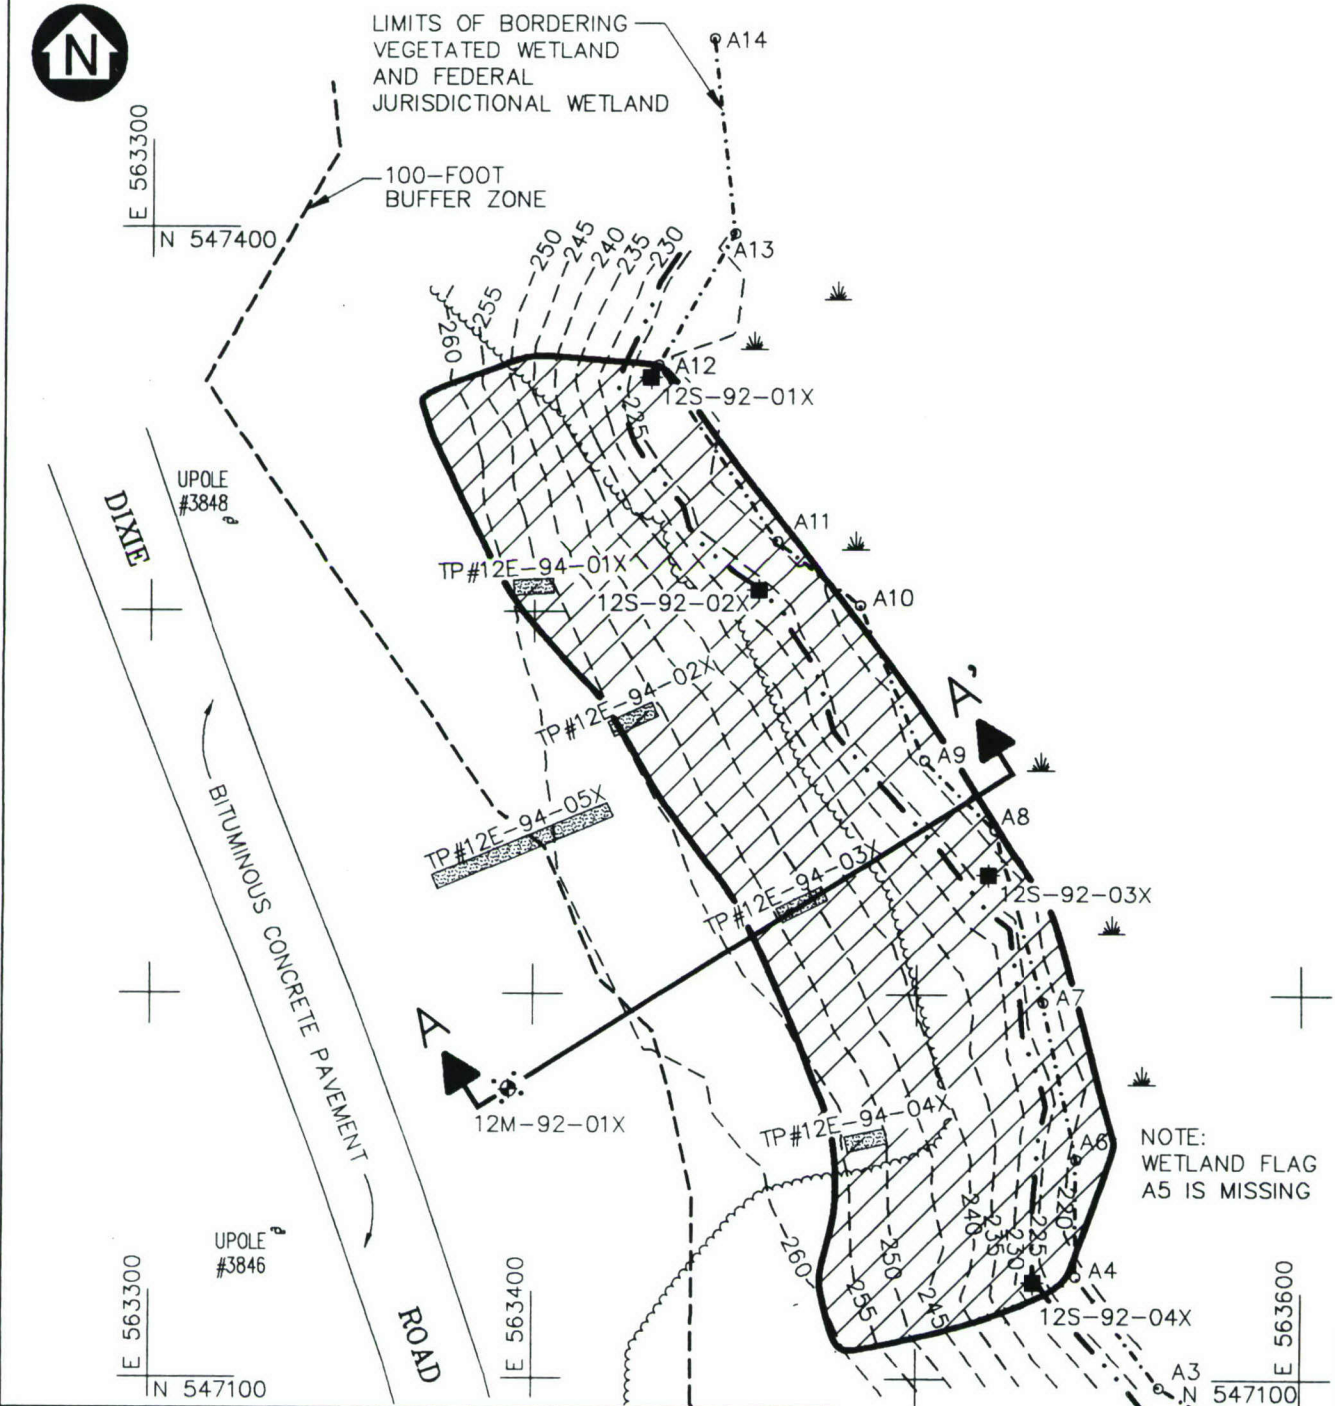 N
LIMITS OF BORDERING
VEGETATED WETLAND
AND FEDERAL
JURISDICTIONAL WETLAND
A14
E 563300
N 547400
100-FOOT
BUFFER ZONE
A13
250
245
240
235
230
255
260
A12
12S-92-01X
225
UPOLE
#3848
DIXIE
A11
TP#12E-94-01X
12S-92-02X
A10
TP#12E-94-02X
A'
A9
TP#12E-94-05X
A8
TP#12E-94-03X
12S-92-03X
BITUMINOUS CONCRETE PAVEMENT
A7
A
12M-92-01X
TP#12E-94-04X
A6
NOTE:
WETLAND FLAG
A5 IS MISSING
UPOLE
#3846
260
255
250
245
240
235
230
225
220
A4
12S-92-04X
A3
ROAD
E 563300
N 547100
E 563400
E 563600
N 547100